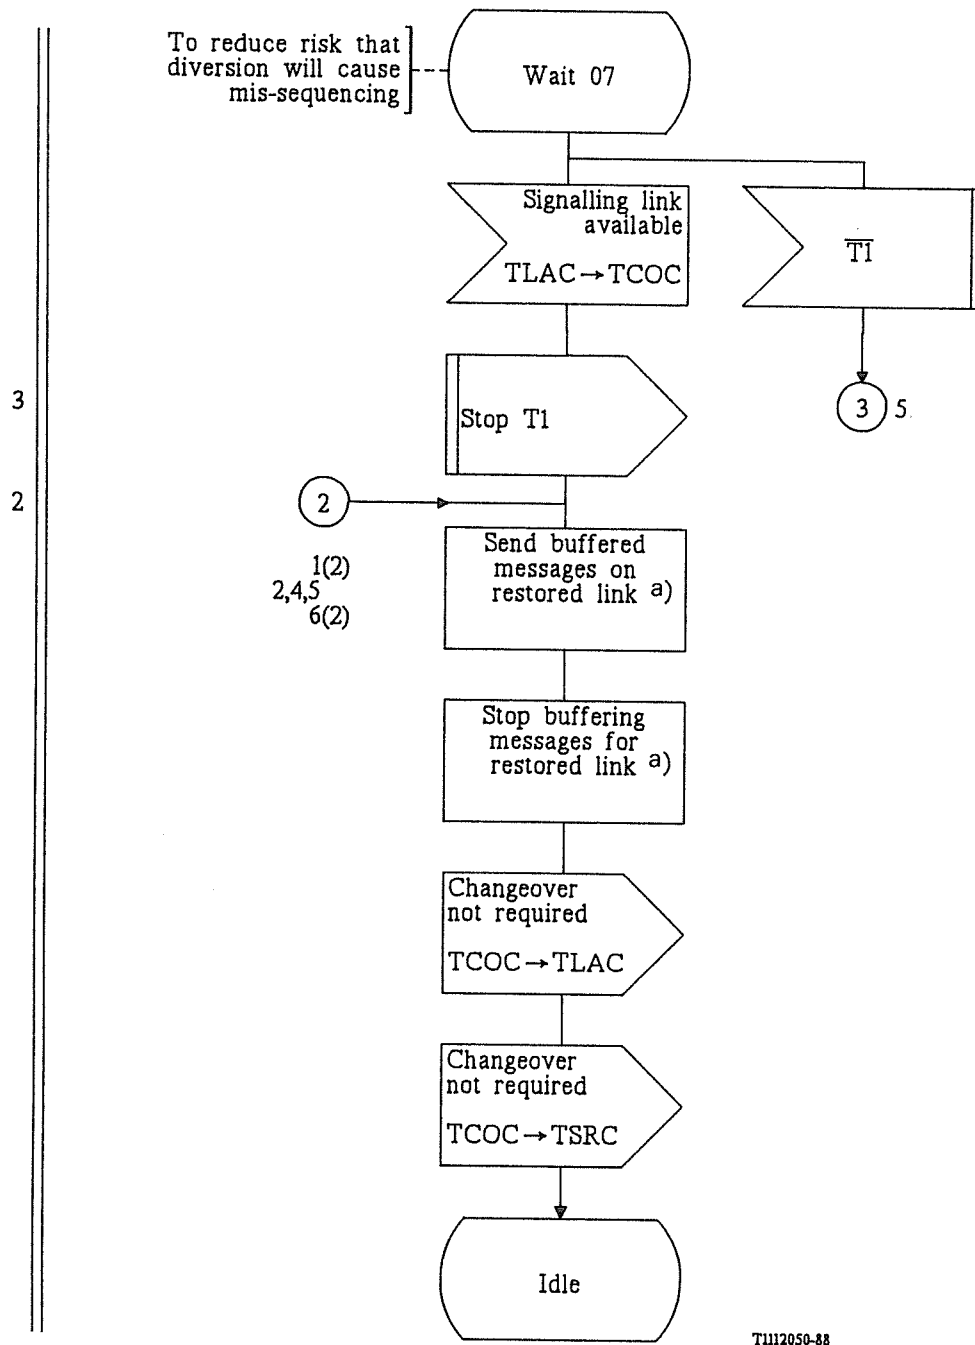 To reduce risk that
diversion will cause
mis-sequencing
Wait 07
Signalling link
available
TLAC→TCOC
T1
3
Stop T1
3 5
2
2
1(2)
2,4,5
6(2)
Send buffered
messages on
restored link a)
Stop buffering
messages for
restored link a)
Changeover
not required
TCOC→TLAC
Changeover
not required
TCOC→TSRC
Idle
T1112050-88